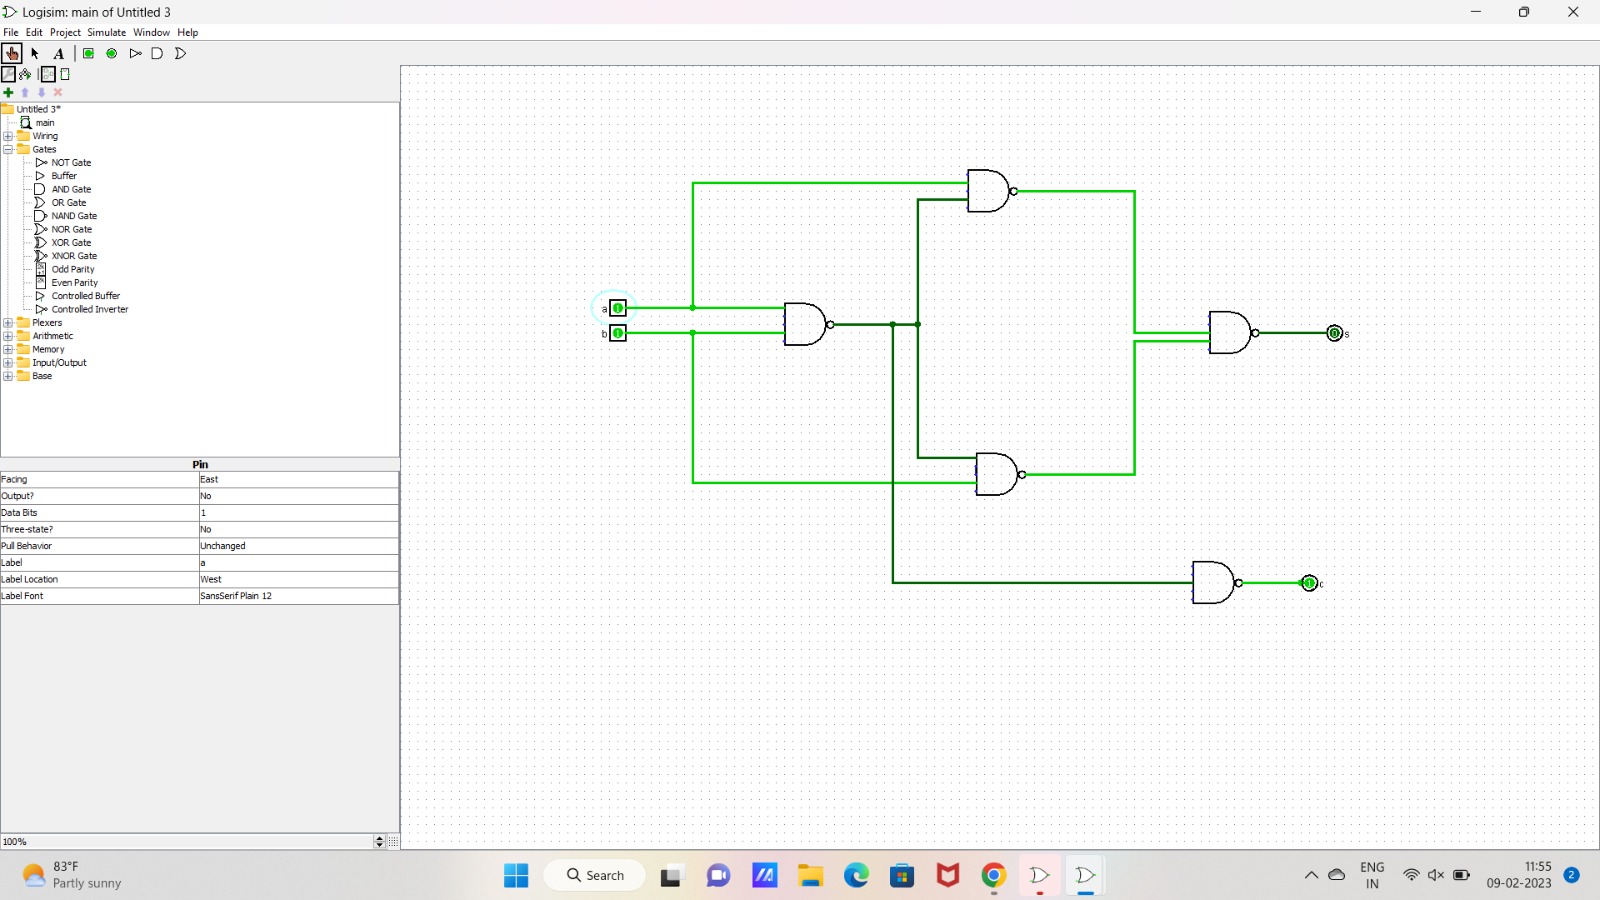 Logisim: main of Untitled 3
File Edit Project Simulate Window Help
A
Untitled 3*
main
Wiring
Gates
NOT Gate
Buffer
AND Gate
OR Gate
NAND Gate
NOR Gate
XOR Gate
XNOR Gate
Odd Parity
Even Parity
Controlled Buffer
Controlled Inverter
Plexers
Arithmetic
Memory
Input/Output
Base
Pin
Facing East
Output? No
Data Bits 1
Three-state? No
Pull Behavior Unchanged
Label a
Label Location West
Label Font SansSerif Plain 12
100%
a 1
b 1
s
1 c
83°F
Partly sunny
Search
ENG
IN
11:55
09-02-2023
2